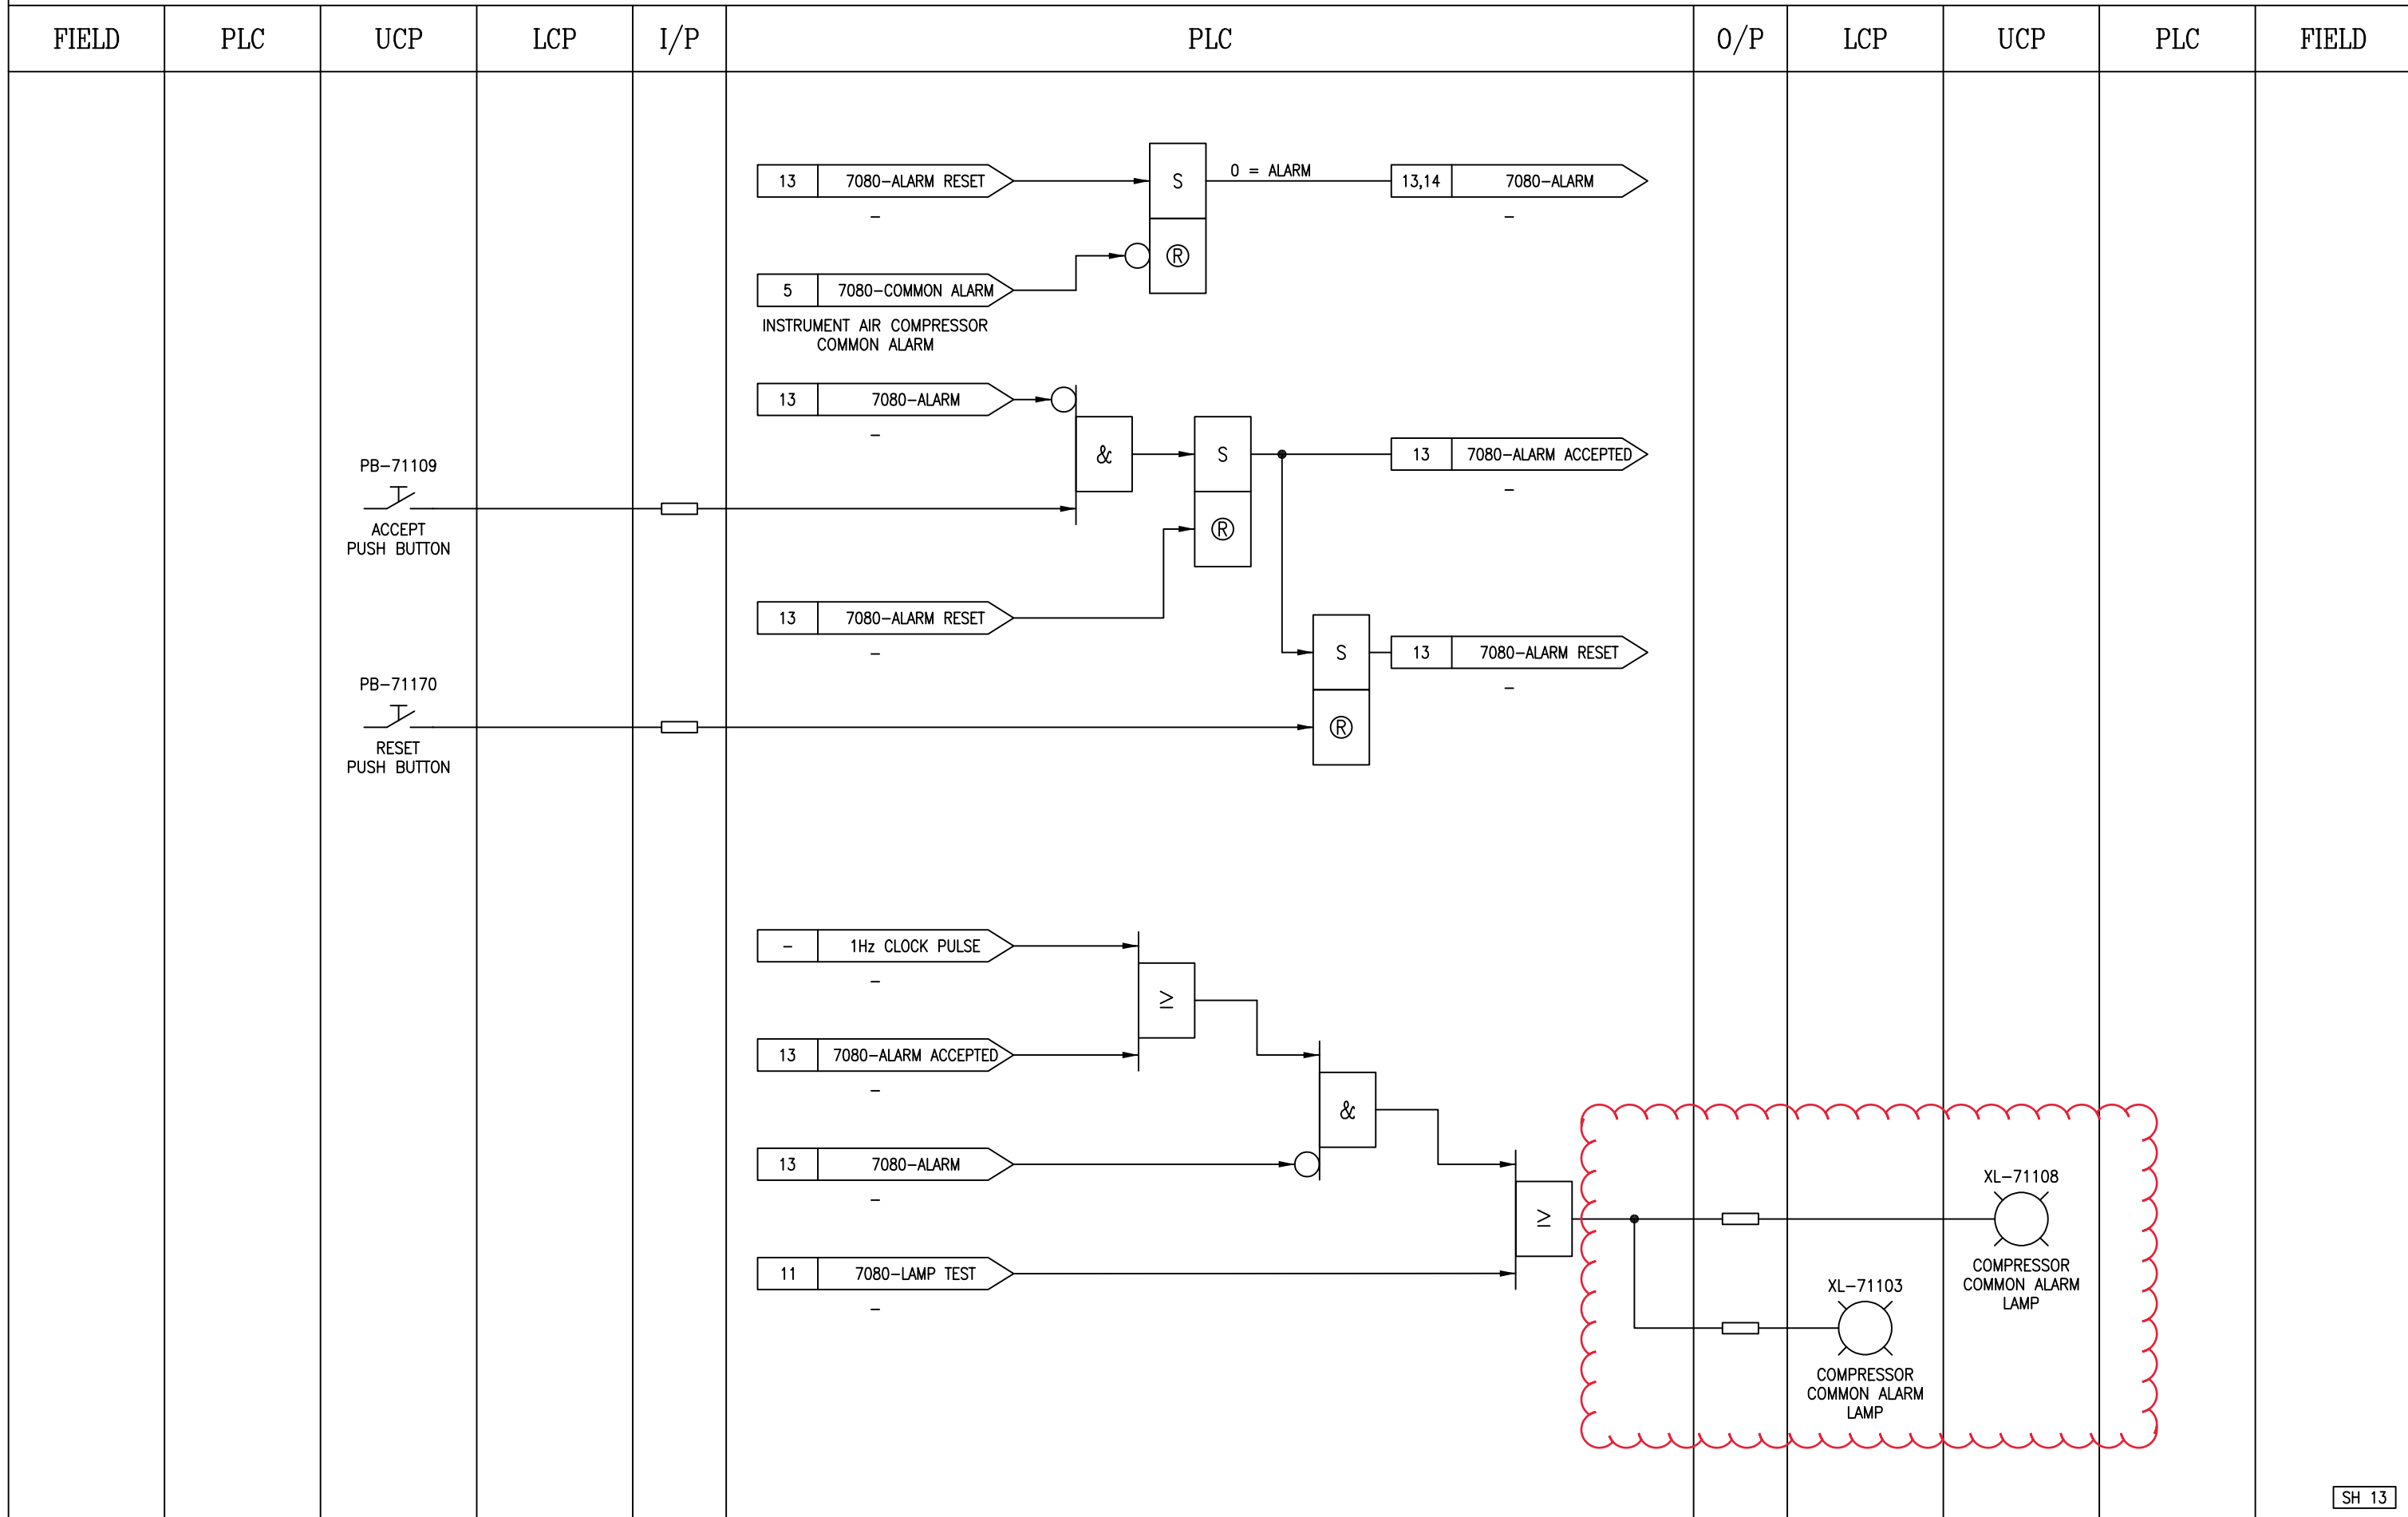 FIELD PLC UCP LCP I/P PLC O/P LCP UCP PLC FIELD
13 7080-ALARM RESET
-
S
Ⓡ
0 = ALARM
13,14 7080-ALARM
-
5 7080-COMMON ALARM
INSTRUMENT AIR COMPRESSOR
COMMON ALARM
13 7080-ALARM
-
PB-71109
ACCEPT
PUSH BUTTON
&
S
Ⓡ
13 7080-ALARM ACCEPTED
-
13 7080-ALARM RESET
-
S
Ⓡ
13 7080-ALARM RESET
-
PB-71170
RESET
PUSH BUTTON
- 1Hz CLOCK PULSE
-
≥
13 7080-ALARM ACCEPTED
-
&
13 7080-ALARM
-
≥
11 7080-LAMP TEST
-
XL-71108
COMPRESSOR
COMMON ALARM
LAMP
XL-71103
COMPRESSOR
COMMON ALARM
LAMP
SH 13